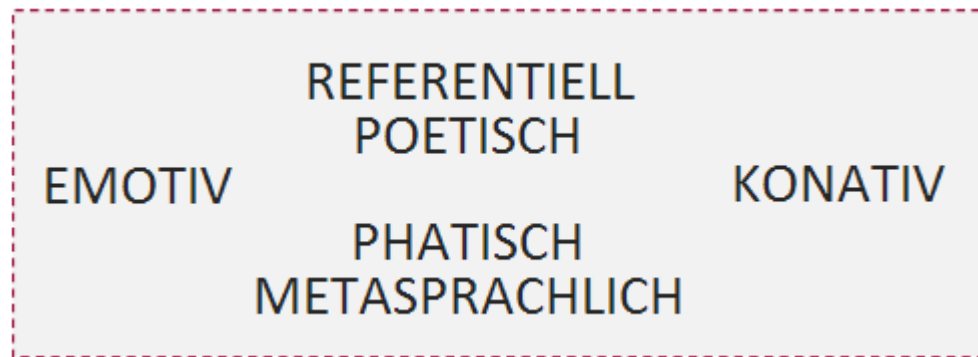 REFERENTIELL
POETISCH
EMOTIV
KONATIV
PHATISCH
METASPRACHLICH